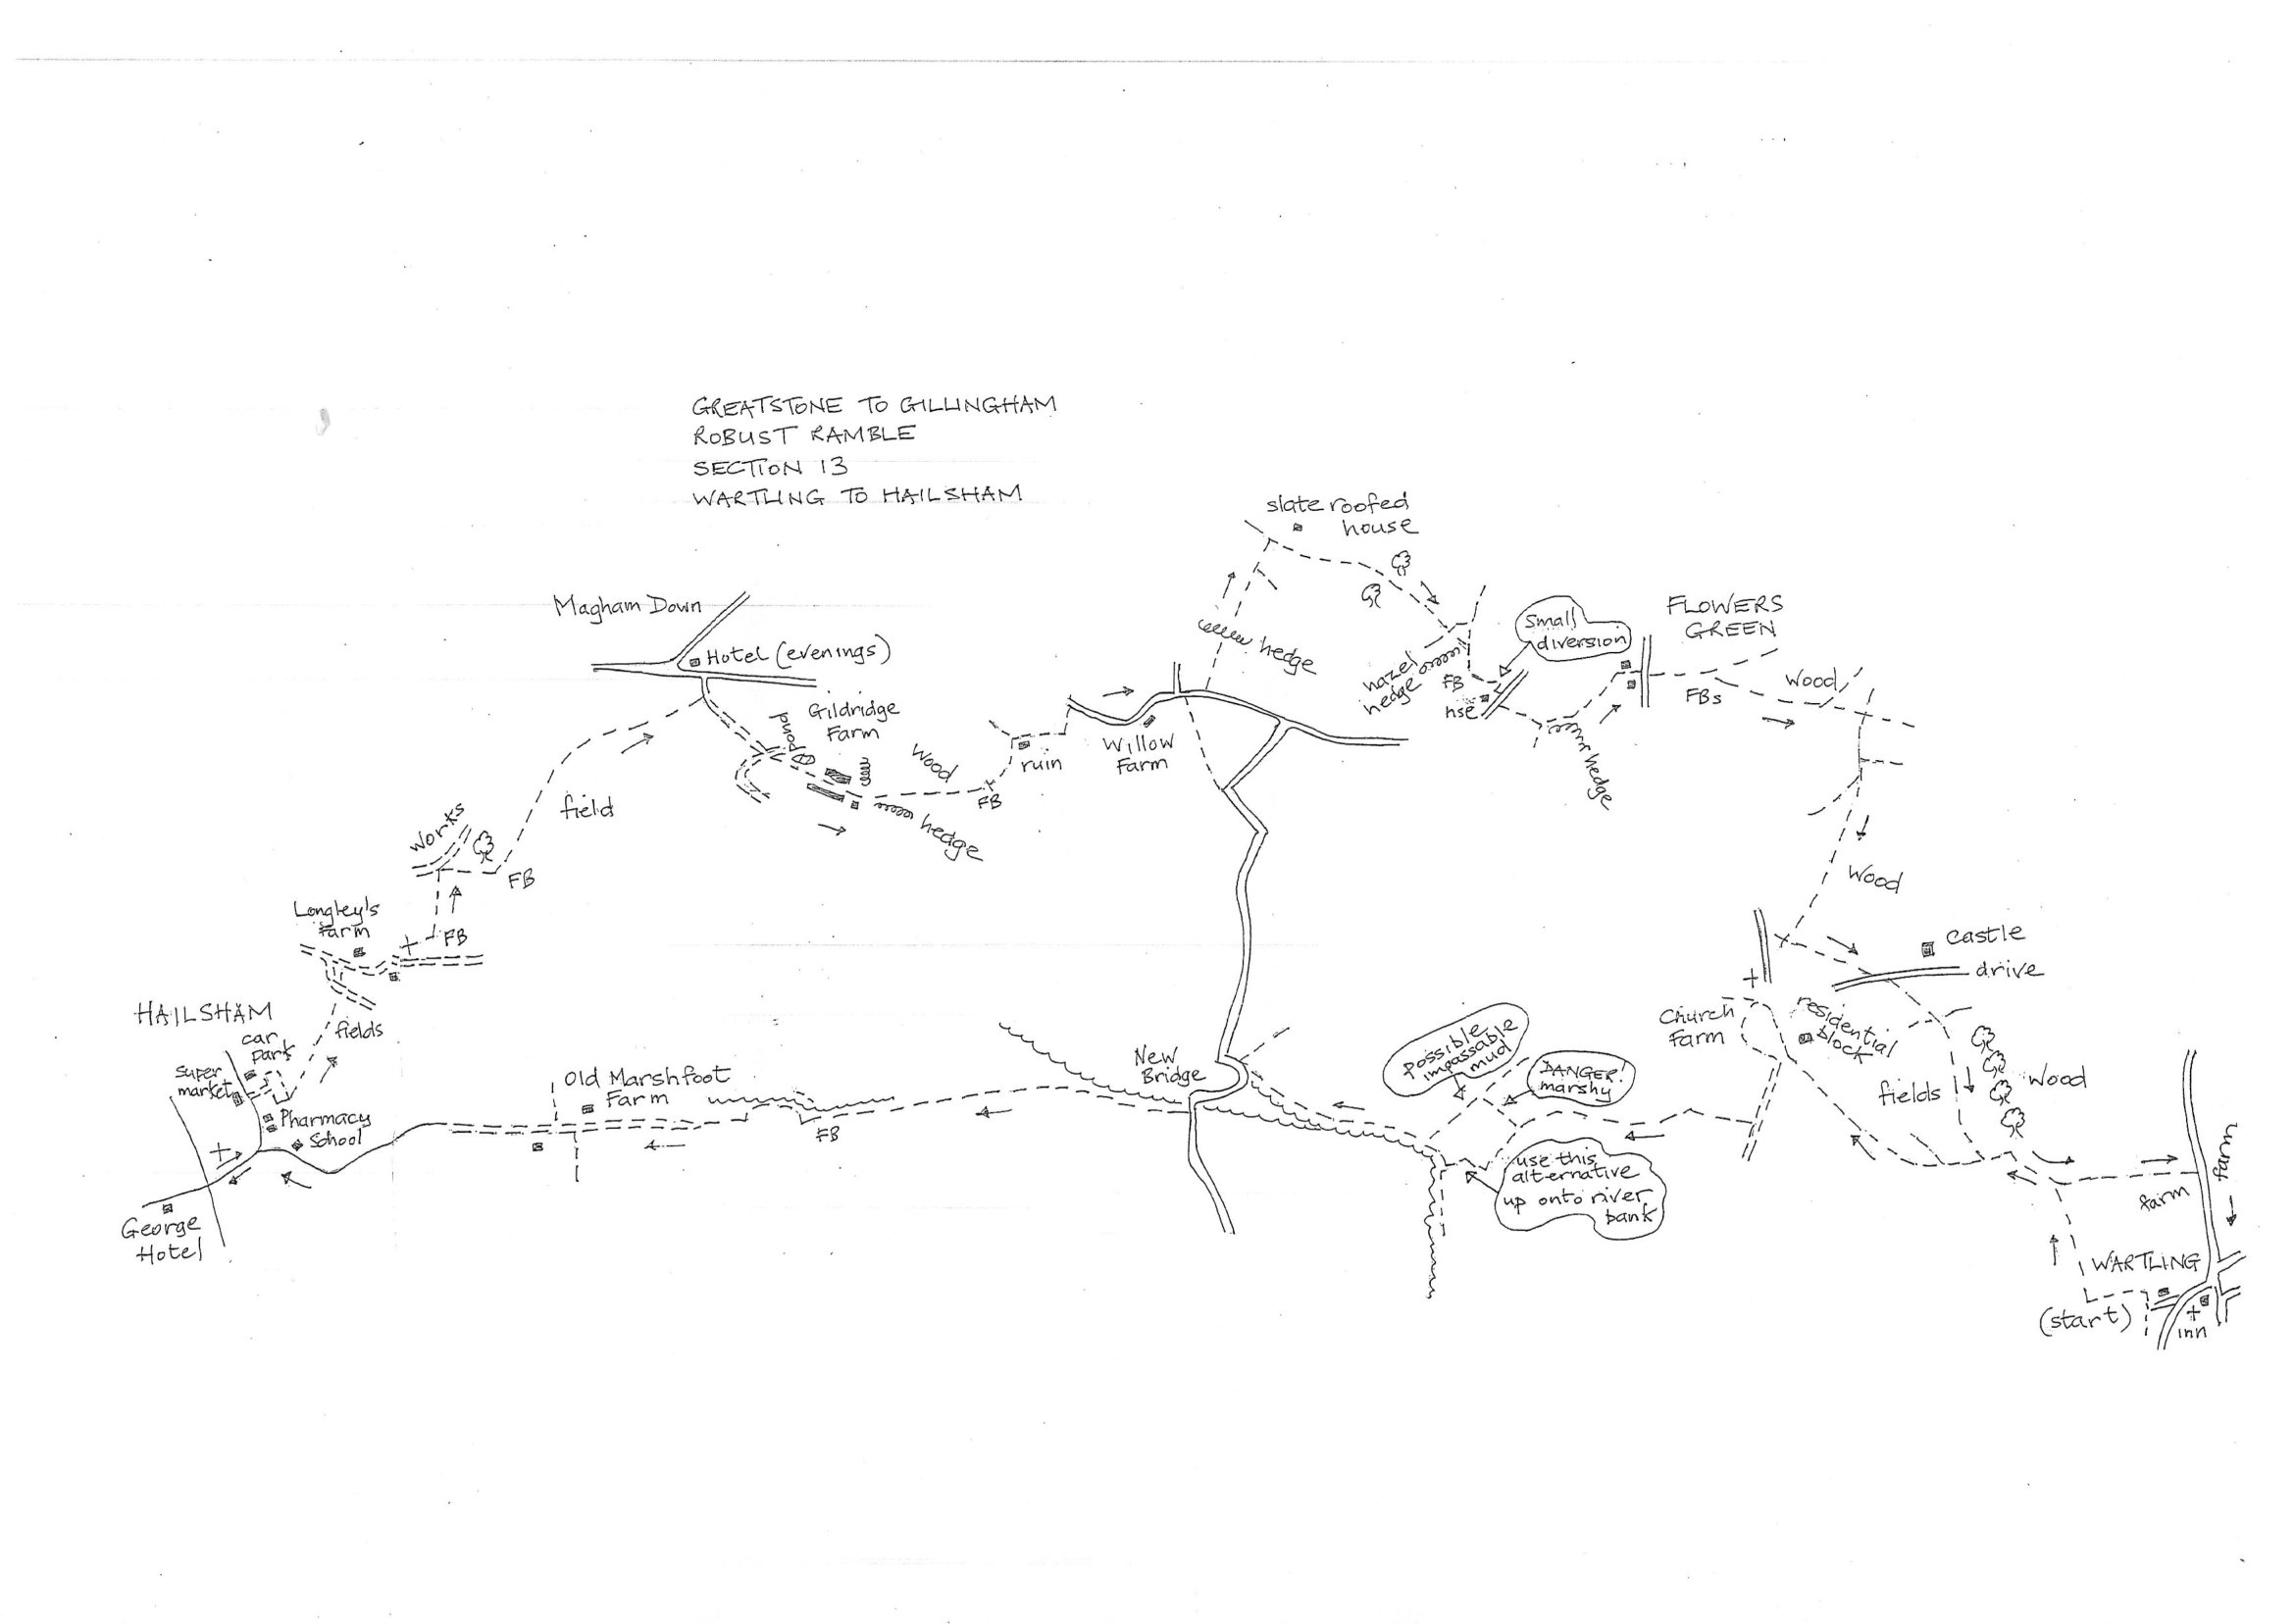 GREATSTONE TO GILLINGHAM
ROBUST RAMBLE
SECTION 13
WARTLING TO HAILSHAM
slate roofed
house
Magham Down
Hotel (evenings)
hedge
hazel
hedge
FB
hse
Small
diversion
FLOWERS
GREEN
FBs
Wood
hedge
pond
Gildridge
Farm
Wood
hedge
FB
ruin
Willow
Farm
field
Works
FB
Longley's
Farm
FB
Wood
castle
drive
Church
Farm
residential
block
fields
Wood
HAILSHAM
car
park
fields
super
market
Pharmacy
School
George
Hotel
Old Marshfoot
Farm
FB
New
Bridge
Possible
impassable
mud
DANGER!
marshy
use this
alternative
up onto river
bank
farm
farm
WARTLING
(start)
inn